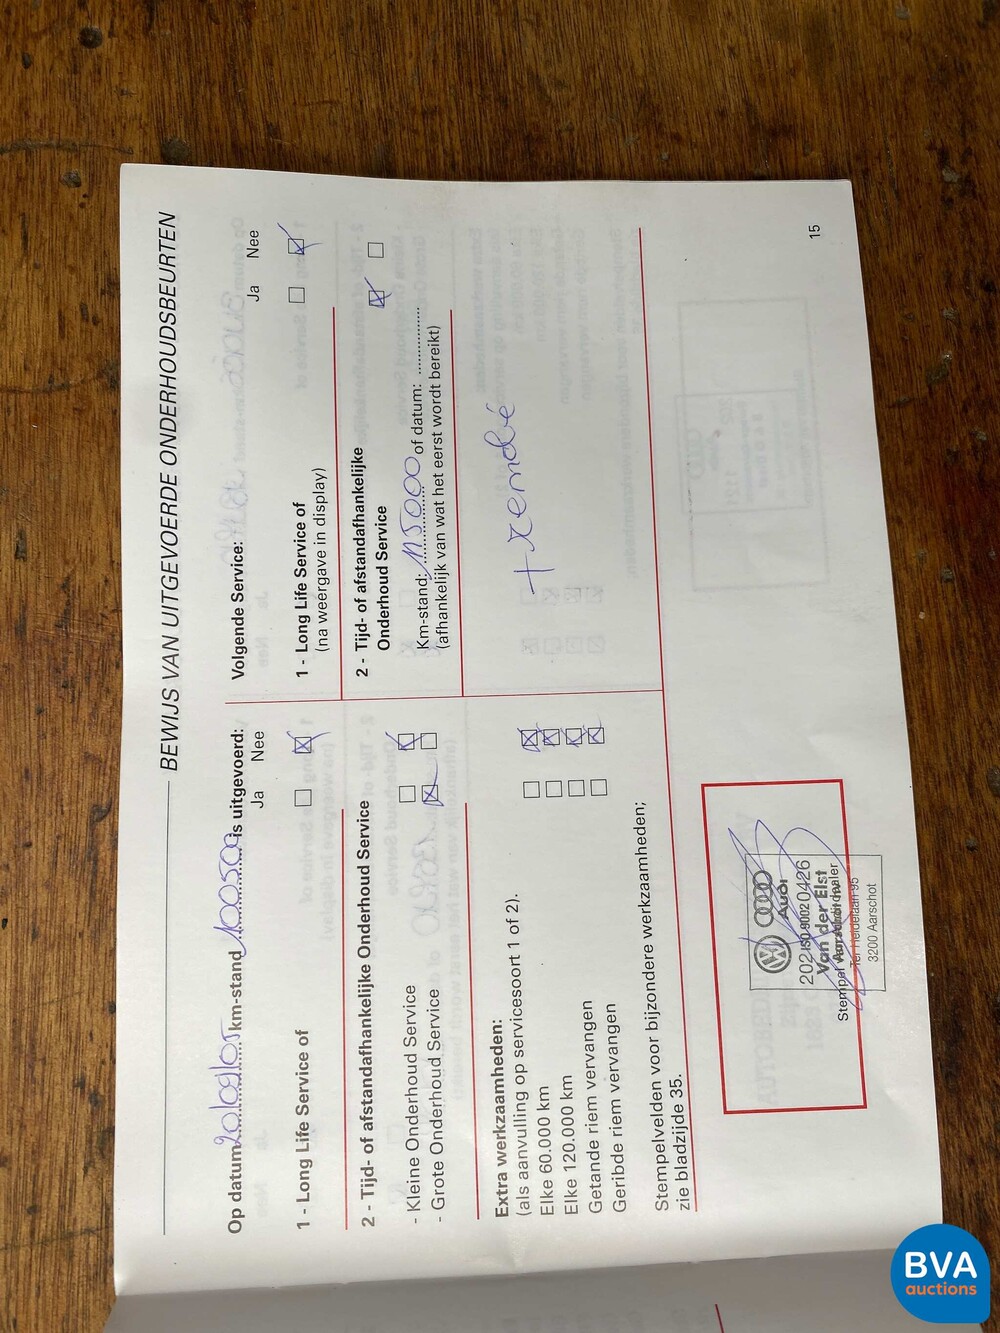 BEWIJS VAN UITGEVOERDE ONDERHOUDSBEURTEN
Op datum 20/09/05 km-stand 100500 is uitgevoerd:
Ja Nee
1 - Long Life Service of
2 - Tijd- of afstandafhankelijke Onderhoud Service
- Kleine Onderhoud Service
- Grote Onderhoud Service
Extra werkzaamheden:
(als aanvulling op servicesoort 1 of 2).
Elke 60.000 km
Elke 120.000 km
Getande riem vervangen
Geribde riem vervangen
Stempelvelden voor bijzondere werkzaamheden;
zie bladzijde 35.
Volgende Service:
Ja Nee
1 - Long Life Service of
(na weergave in display)
2 - Tijd- of afstandafhankelijke
Onderhoud Service
Km-stand: 115000 of datum:
(afhankelijk van wat het eerst wordt bereikt)
Audi
Van der Elst
Ter Heidelaan 95
3200 Aarschot
15
BVA
auctions